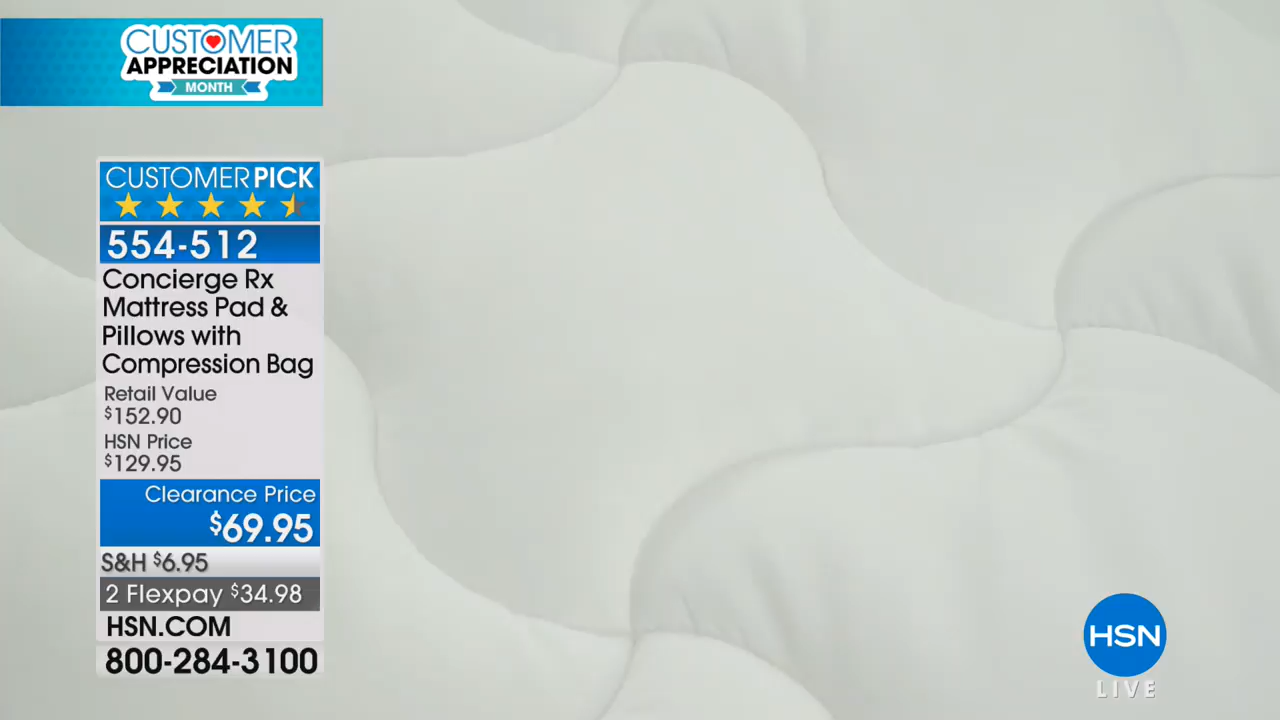 CUSTOMER
APPRECIATION
MONTH
CUSTOMER PICK
554-512
Concierge Rx
Mattress Pad &
Pillows with
Compression Bag
Retail Value
$152.90
HSN Price
$129.95
Clearance Price
$69.95
S&H $6.95
2 Flexpay $34.98
HSN.COM
800-284-3100
HSN
LIVE